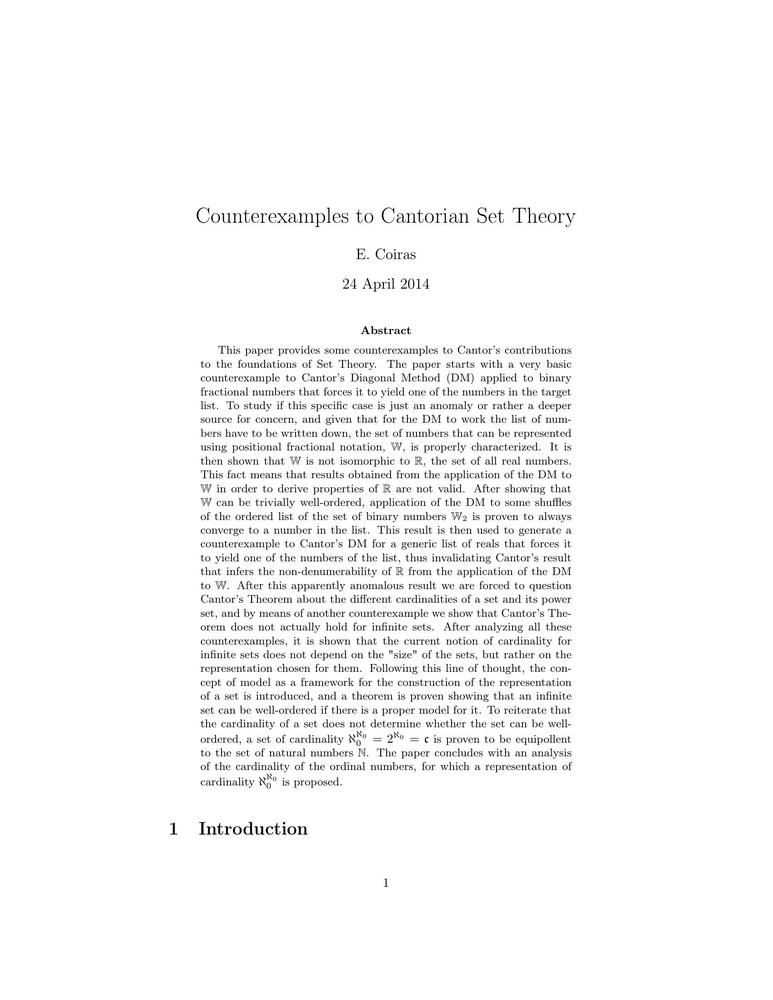 Counterexamples to Cantorian Set Theory
E. Coiras
24 April 2014
Abstract
This paper provides some counterexamples to Cantor's contributions
to the foundations of Set Theory. The paper starts with a very basic
counterexample to Cantor's Diagonal Method (DM) applied to binary
fractional numbers that forces it to yield one of the numbers in the target
list. To study if this specific case is just an anomaly or rather a deeper
source for concern, and given that for the DM to work the list of num-
bers have to be written down, the set of numbers that can be represented
using positional fractional notation, 𝕎, is properly characterized. It is
then shown that 𝕎 is not isomorphic to ℝ, the set of all real numbers.
This fact means that results obtained from the application of the DM to
𝕎 in order to derive properties of ℝ are not valid. After showing that
𝕎 can be trivially well-ordered, application of the DM to some shuffles
of the ordered list of the set of binary numbers 𝕎₂ is proven to always
converge to a number in the list. This result is then used to generate a
counterexample to Cantor's DM for a generic list of reals that forces it
to yield one of the numbers of the list, thus invalidating Cantor's result
that infers the non-denumerability of ℝ from the application of the DM
to 𝕎. After this apparently anomalous result we are forced to question
Cantor's Theorem about the different cardinalities of a set and its power
set, and by means of another counterexample we show that Cantor's The-
orem does not actually hold for infinite sets. After analyzing all these
counterexamples, it is shown that the current notion of cardinality for
infinite sets does not depend on the "size" of the sets, but rather on the
representation chosen for them. Following this line of thought, the con-
cept of model as a framework for the construction of the representation
of a set is introduced, and a theorem is proven showing that an infinite
set can be well-ordered if there is a proper model for it. To reiterate that
the cardinality of a set does not determine whether the set can be well-
ordered, a set of cardinality ℵ₀^ℵ₀ = 2^ℵ₀ = 𝔠 is proven to be equipollent
to the set of natural numbers ℕ. The paper concludes with an analysis
of the cardinality of the ordinal numbers, for which a representation of
cardinality ℵ₀^ℵ₀ is proposed.
1 Introduction
1